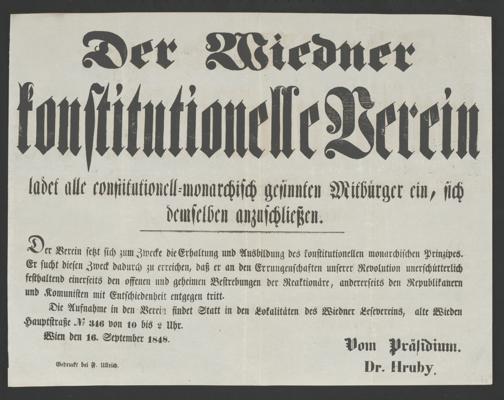 Der Wiedner
konstitutionelle Verein
ladet alle constitutionell-monarchisch gesinnten Mitbürger ein, sich
demselben anzuschließen.
Der Verein setzt sich zum Zwecke die Erhaltung und Ausbildung des konstitutionellen monarchischen Prinzipes.
Er sucht diesen Zweck dadurch zu erreichen, daß er an den Errungenschaften unserer Revolution unerschütterlich
festhaltend einerseits den offenen und geheimen Bestrebungen der Reaktionäre, andererseits den Republikanern
und Komunisten mit Entschiedenheit entgegen tritt.
Die Aufnahme in den Verein findet Statt in den Lokalitäten des Wiedner Lesevereins, alte Wieden
Hauptstraße № 346 von 10 bis 2 Uhr.
Wien den 16. September 1848.
Vom Präsidium.
Dr. Hruby.
Gedruckt bei F. Ullrich.